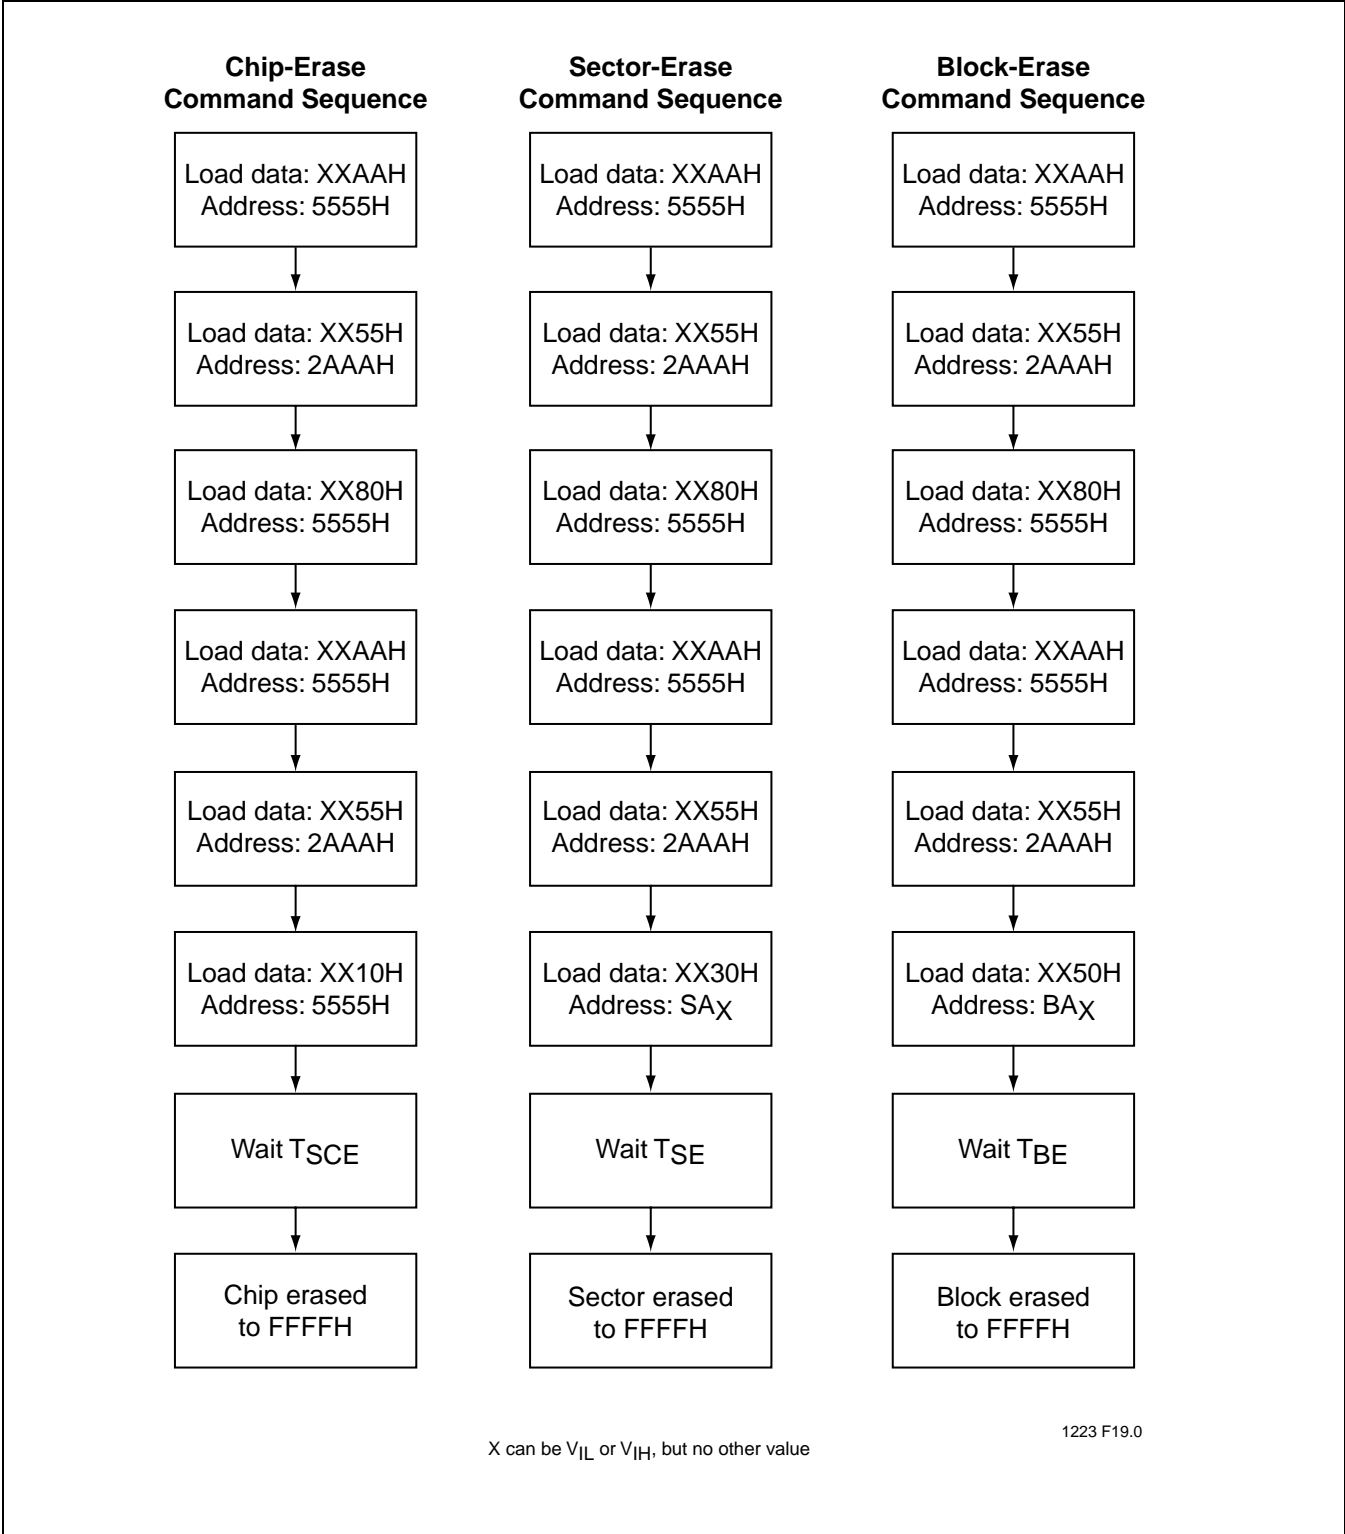 Chip-Erase
Command Sequence
Load data: XXAAH
Address: 5555H
Load data: XX55H
Address: 2AAAH
Load data: XX80H
Address: 5555H
Load data: XXAAH
Address: 5555H
Load data: XX55H
Address: 2AAAH
Load data: XX10H
Address: 5555H
Wait TSCE
Chip erased
to FFFFH
Sector-Erase
Command Sequence
Load data: XXAAH
Address: 5555H
Load data: XX55H
Address: 2AAAH
Load data: XX80H
Address: 5555H
Load data: XXAAH
Address: 5555H
Load data: XX55H
Address: 2AAAH
Load data: XX30H
Address: SAX
Wait TSE
Sector erased
to FFFFH
Block-Erase
Command Sequence
Load data: XXAAH
Address: 5555H
Load data: XX55H
Address: 2AAAH
Load data: XX80H
Address: 5555H
Load data: XXAAH
Address: 5555H
Load data: XX55H
Address: 2AAAH
Load data: XX50H
Address: BAX
Wait TBE
Block erased
to FFFFH
1223 F19.0
X can be VIL or VIH, but no other value